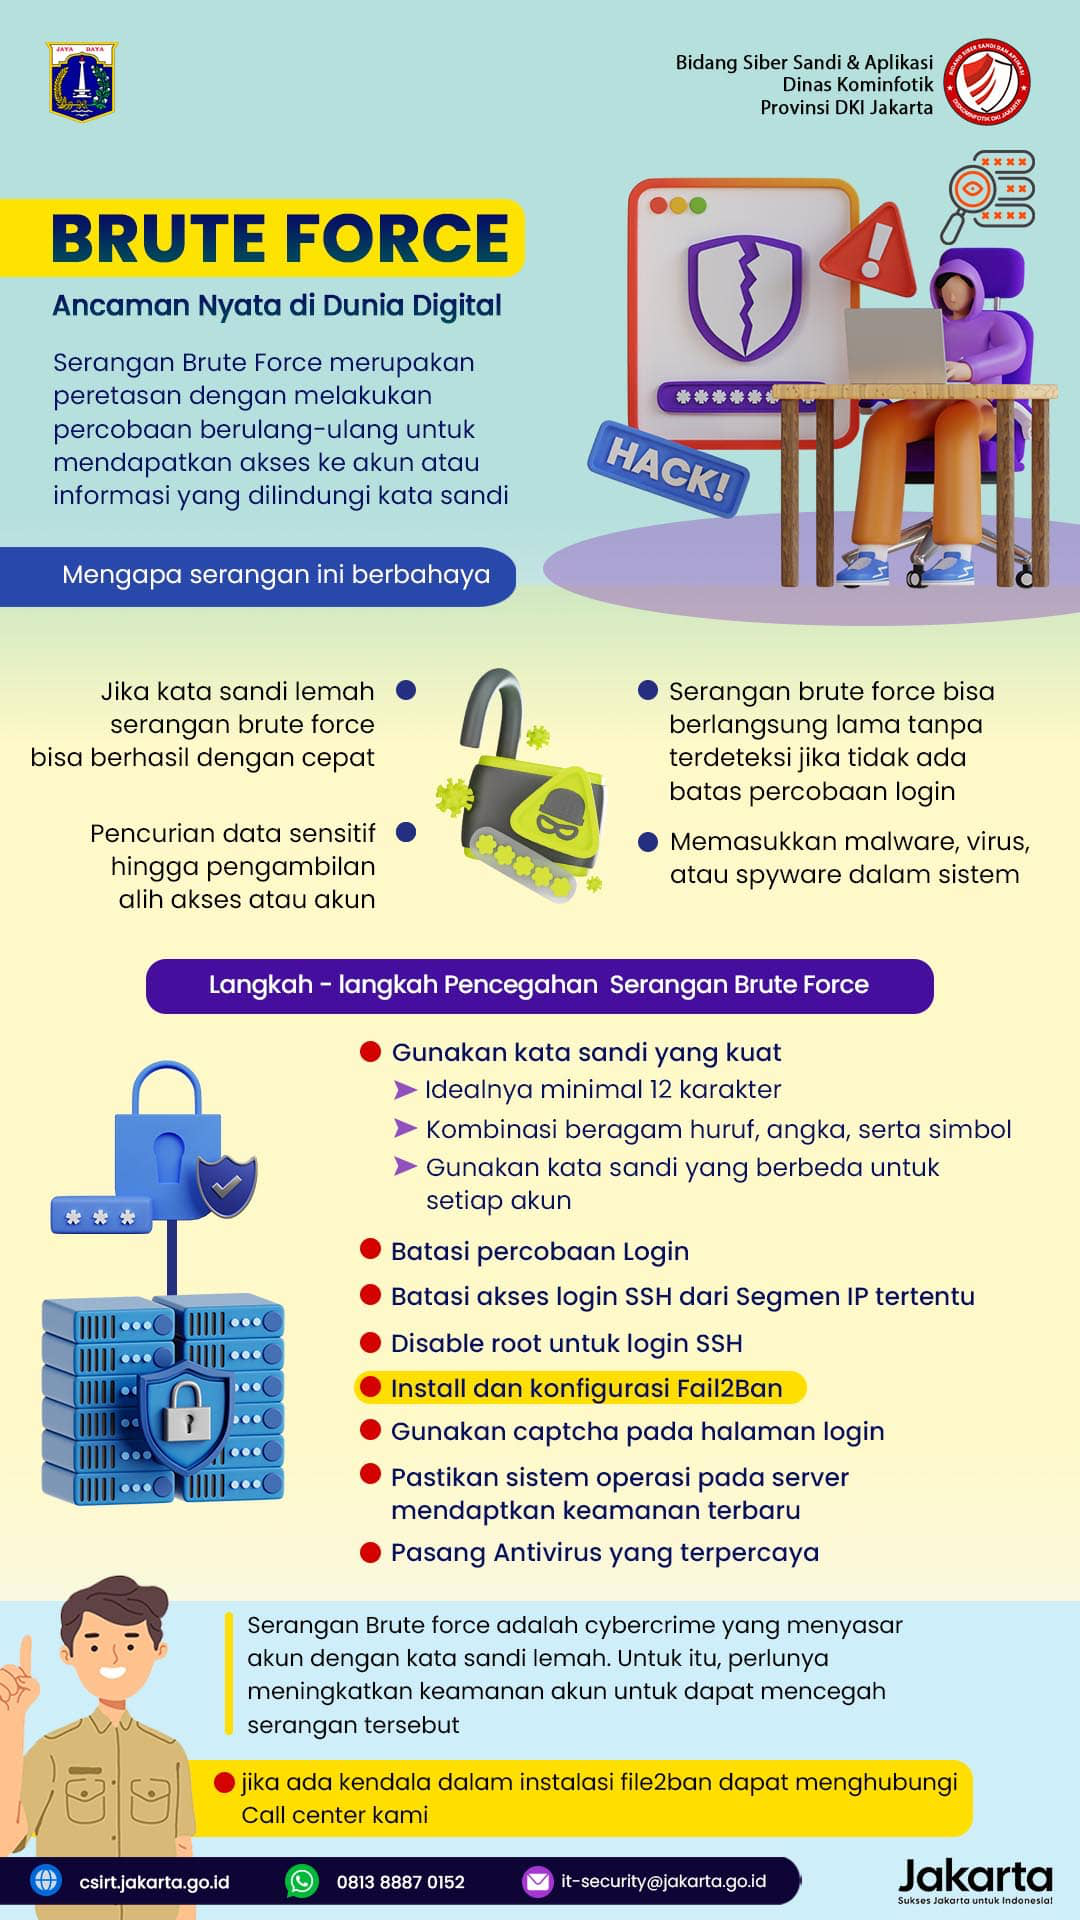 JAYA RAYA
Bidang Siber Sandi & Aplikasi
Dinas Kominfotik
Provinsi DKI Jakarta
BIDANG SIBER SANDI DAN APLIKASI
DISKOMINFOTIK DKI JAKARTA
BRUTE FORCE
Ancaman Nyata di Dunia Digital
Serangan Brute Force merupakan
peretasan dengan melakukan
percobaan berulang-ulang untuk
mendapatkan akses ke akun atau
informasi yang dilindungi kata sandi
HACK!
Mengapa serangan ini berbahaya
Jika kata sandi lemah
serangan brute force
bisa berhasil dengan cepat
Pencurian data sensitif
hingga pengambilan
alih akses atau akun
Serangan brute force bisa
berlangsung lama tanpa
terdeteksi jika tidak ada
batas percobaan login
Memasukkan malware, virus,
atau spyware dalam sistem
Langkah - langkah Pencegahan Serangan Brute Force
Gunakan kata sandi yang kuat
Idealnya minimal 12 karakter
Kombinasi beragam huruf, angka, serta simbol
Gunakan kata sandi yang berbeda untuk
setiap akun
Batasi percobaan Login
Batasi akses login SSH dari Segmen IP tertentu
Disable root untuk login SSH
Install dan konfigurasi Fail2Ban
Gunakan captcha pada halaman login
Pastikan sistem operasi pada server
mendaptkan keamanan terbaru
Pasang Antivirus yang terpercaya
Serangan Brute force adalah cybercrime yang menyasar
akun dengan kata sandi lemah. Untuk itu, perlunya
meningkatkan keamanan akun untuk dapat mencegah
serangan tersebut
jika ada kendala dalam instalasi file2ban dapat menghubungi
Call center kami
csirt.jakarta.go.id
0813 8887 0152
it-security@jakarta.go.id
Jakarta
Sukses Jakarta untuk Indonesia!